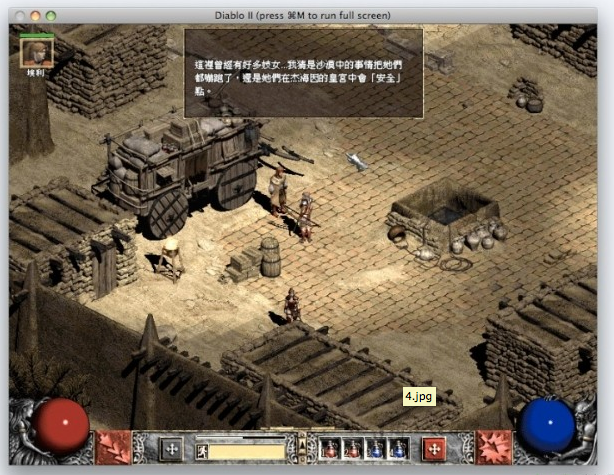 Diablo II (press ⌘M to run full screen)
埃利
這裡曾經有好多妓女...我猜是沙漠中的事情把她們
都嚇跑了，還是她們在杰海因的皇宮中會「安全」
點。
4.jpg